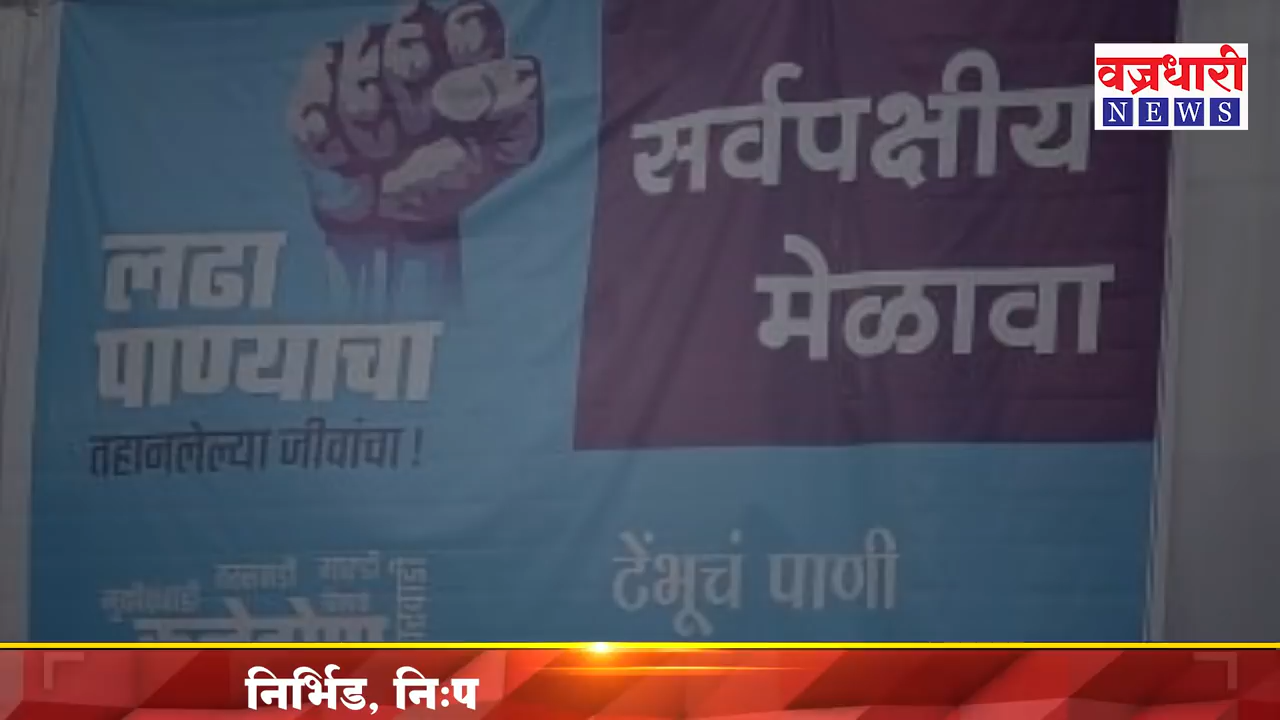 वज्रधारी
NEWS
सर्वपक्षीय
मेळावा
लढा
पाण्याचा
तहानलेल्या जीवांचा !
टेंभूचं पाणी
निर्भिड, नि:प